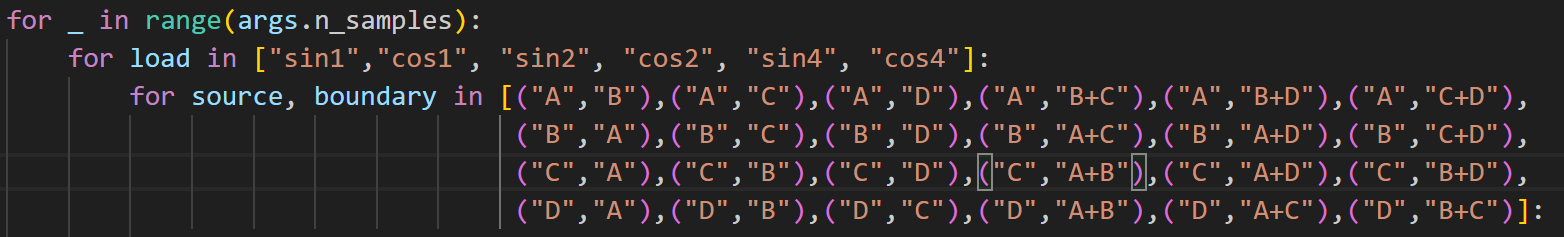 for _ in range(args.n_samples):
for load in ["sin1","cos1", "sin2", "cos2", "sin4", "cos4"]:
for source, boundary in [("A","B"),("A","C"),("A","D"),("A","B+C"),("A","B+D"),("A","C+D"),
("B","A"),("B","C"),("B","D"),("B","A+C"),("B","A+D"),("B","C+D"),
("C","A"),("C","B"),("C","D"),("C","A+B"),("C","A+D"),("C","B+D"),
("D","A"),("D","B"),("D","C"),("D","A+B"),("D","A+C"),("D","B+C")]: